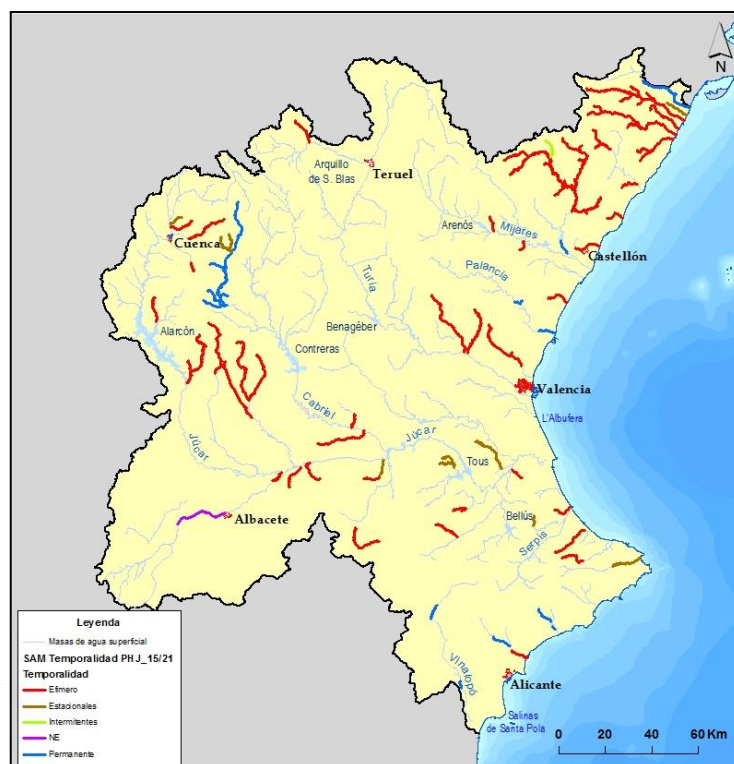 N
Arquillo
de S. Blas
Teruel
Cuenca
Arenós
Mijares
Castellón
Palancia
Turia
Alarcón
Benagéber
Contreras
Valencia
L'Albufera
Cabriel
Júcar
Júcar
Tous
Albacete
Bellús
Serpis
Vinalopó
Alicante
Salinas
de Santa Pola
Leyenda
Masas de agua superficial
SAM Temporalidad PHJ_15/21
Temporalidad
Efimero
Estacionales
Intermitentes
NE
Permanente
0 20 40 60 Km